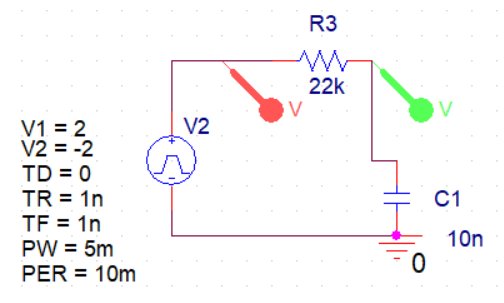 R3
22k
V
V
V2
+
-
V1 = 2
V2 = -2
TD = 0
TR = 1n
TF = 1n
PW = 5m
PER = 10m
C1
10n
0